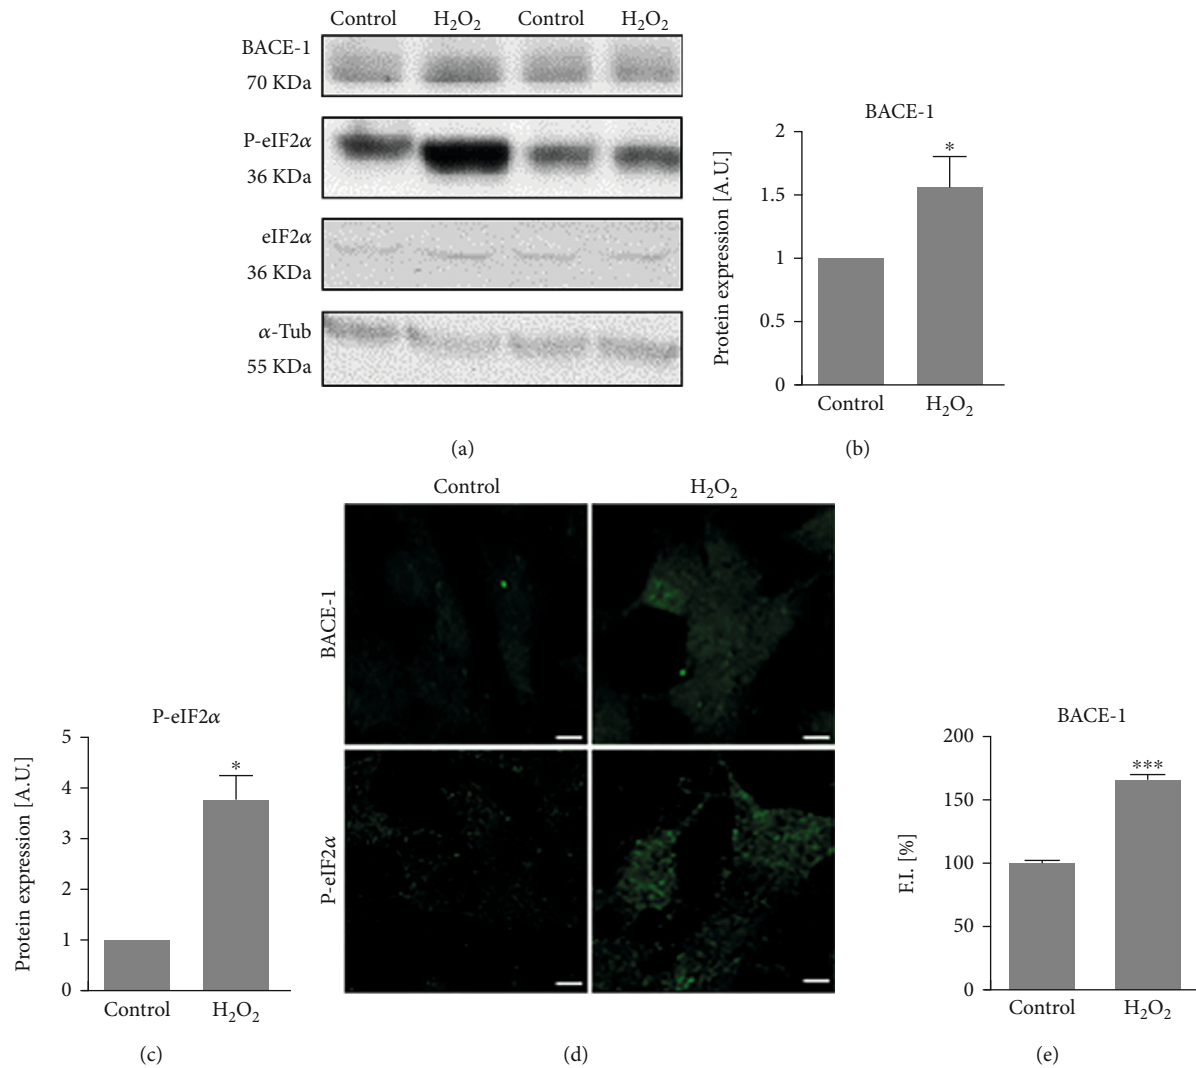 Control H₂O₂ Control H₂O₂
BACE-1
70 KDa
P-eIF2α
36 KDa
eIF2α
36 KDa
α-Tub
55 KDa
(a)
BACE-1
Protein expression [A.U.]
2
1.5
1
0.5
0
*
Control H₂O₂
(b)
P-eIF2α
Protein expression [A.U.]
5
4
3
2
1
0
*
Control H₂O₂
(c)
Control H₂O₂
BACE-1
P-eIF2α
(d)
BACE-1
F.I. [%]
200
150
100
50
0
***
Control H₂O₂
(e)